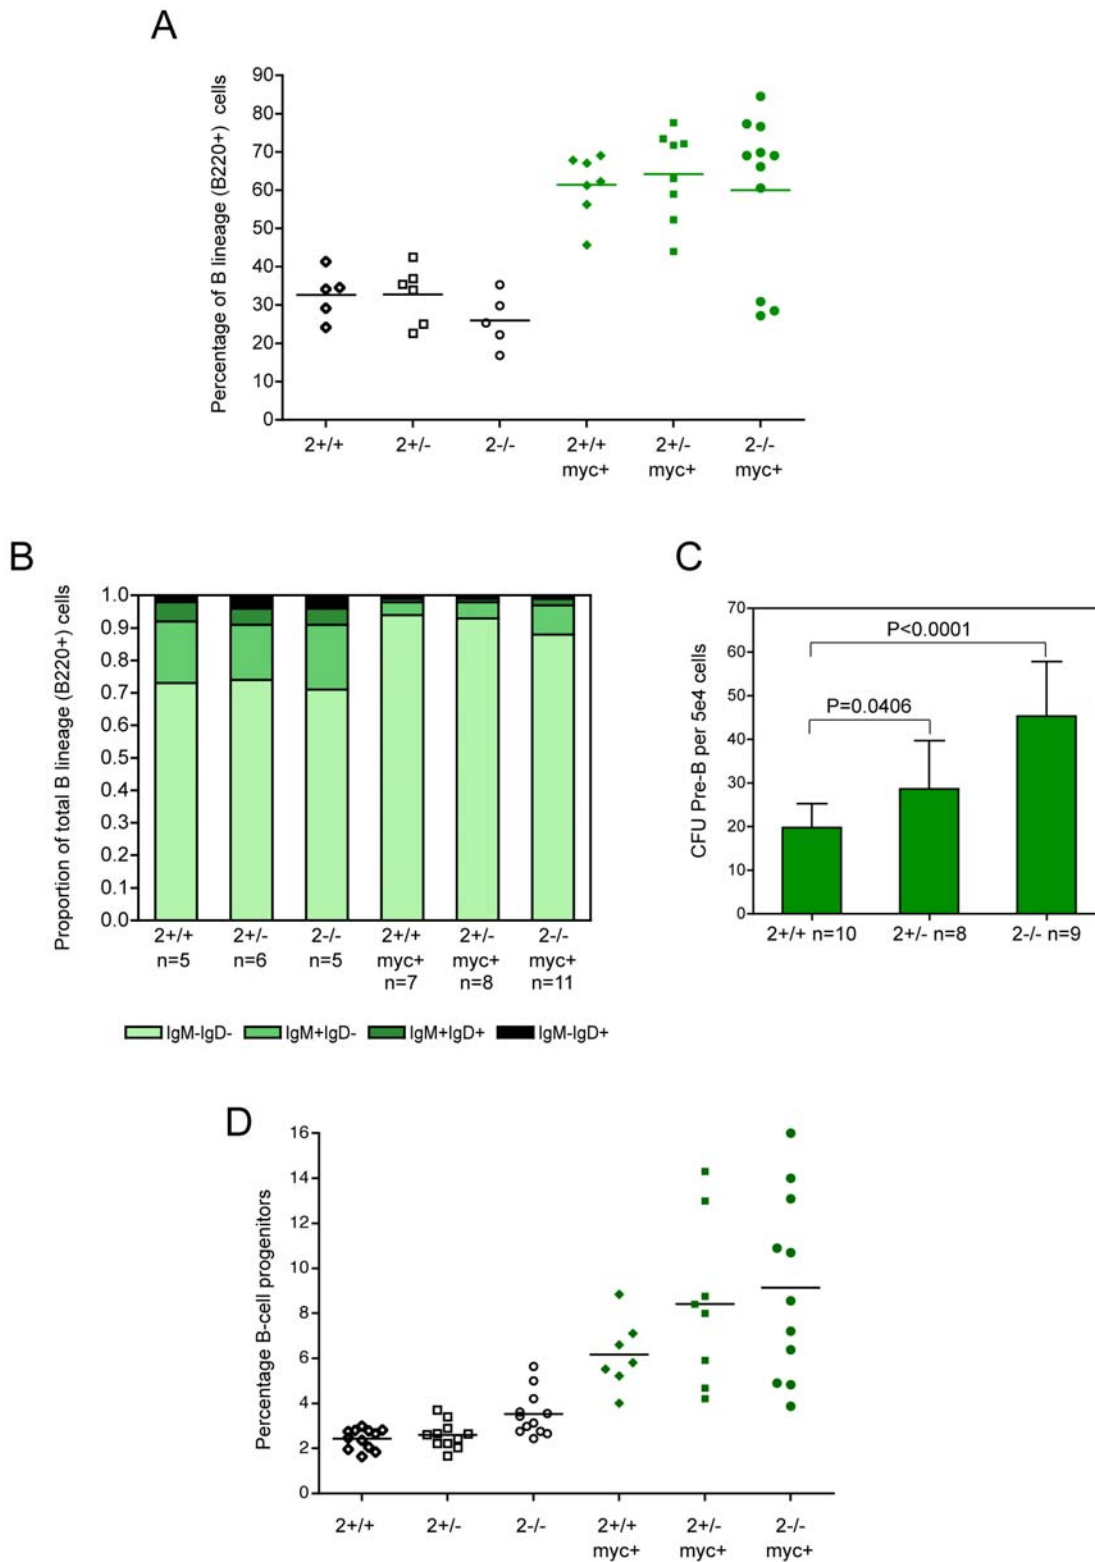 A
Percentage of B lineage (B220+) cells
90
80
70
60
50
40
30
20
10
0
2+/+ 2+/- 2-/- 2+/+ 2+/- 2-/-
myc+ myc+ myc+
B
Proportion of total B lineage (B220+) cells
1.0
0.9
0.8
0.7
0.6
0.5
0.4
0.3
0.2
0.1
0.0
2+/+ 2+/- 2-/- 2+/+ 2+/- 2-/-
n=5 n=6 n=5 myc+ myc+ myc+
n=7 n=8 n=11
IgM-IgD- IgM+IgD- IgM+IgD+ IgM-IgD+
C
CFU Pre-B per 5e4 cells
70
60
50
40
30
20
10
0
P<0.0001
P=0.0406
2+/+ n=10 2+/- n=8 2-/- n=9
D
Percentage B-cell progenitors
16
14
12
10
8
6
4
2
0
2+/+ 2+/- 2-/- 2+/+ 2+/- 2-/-
myc+ myc+ myc+